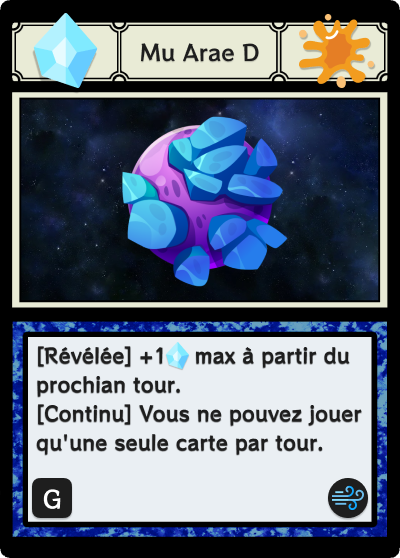 Mu Arae D
[Révélée] +1 max à partir du
prochian tour.
[Continu] Vous ne pouvez jouer
qu'une seule carte par tour.
G